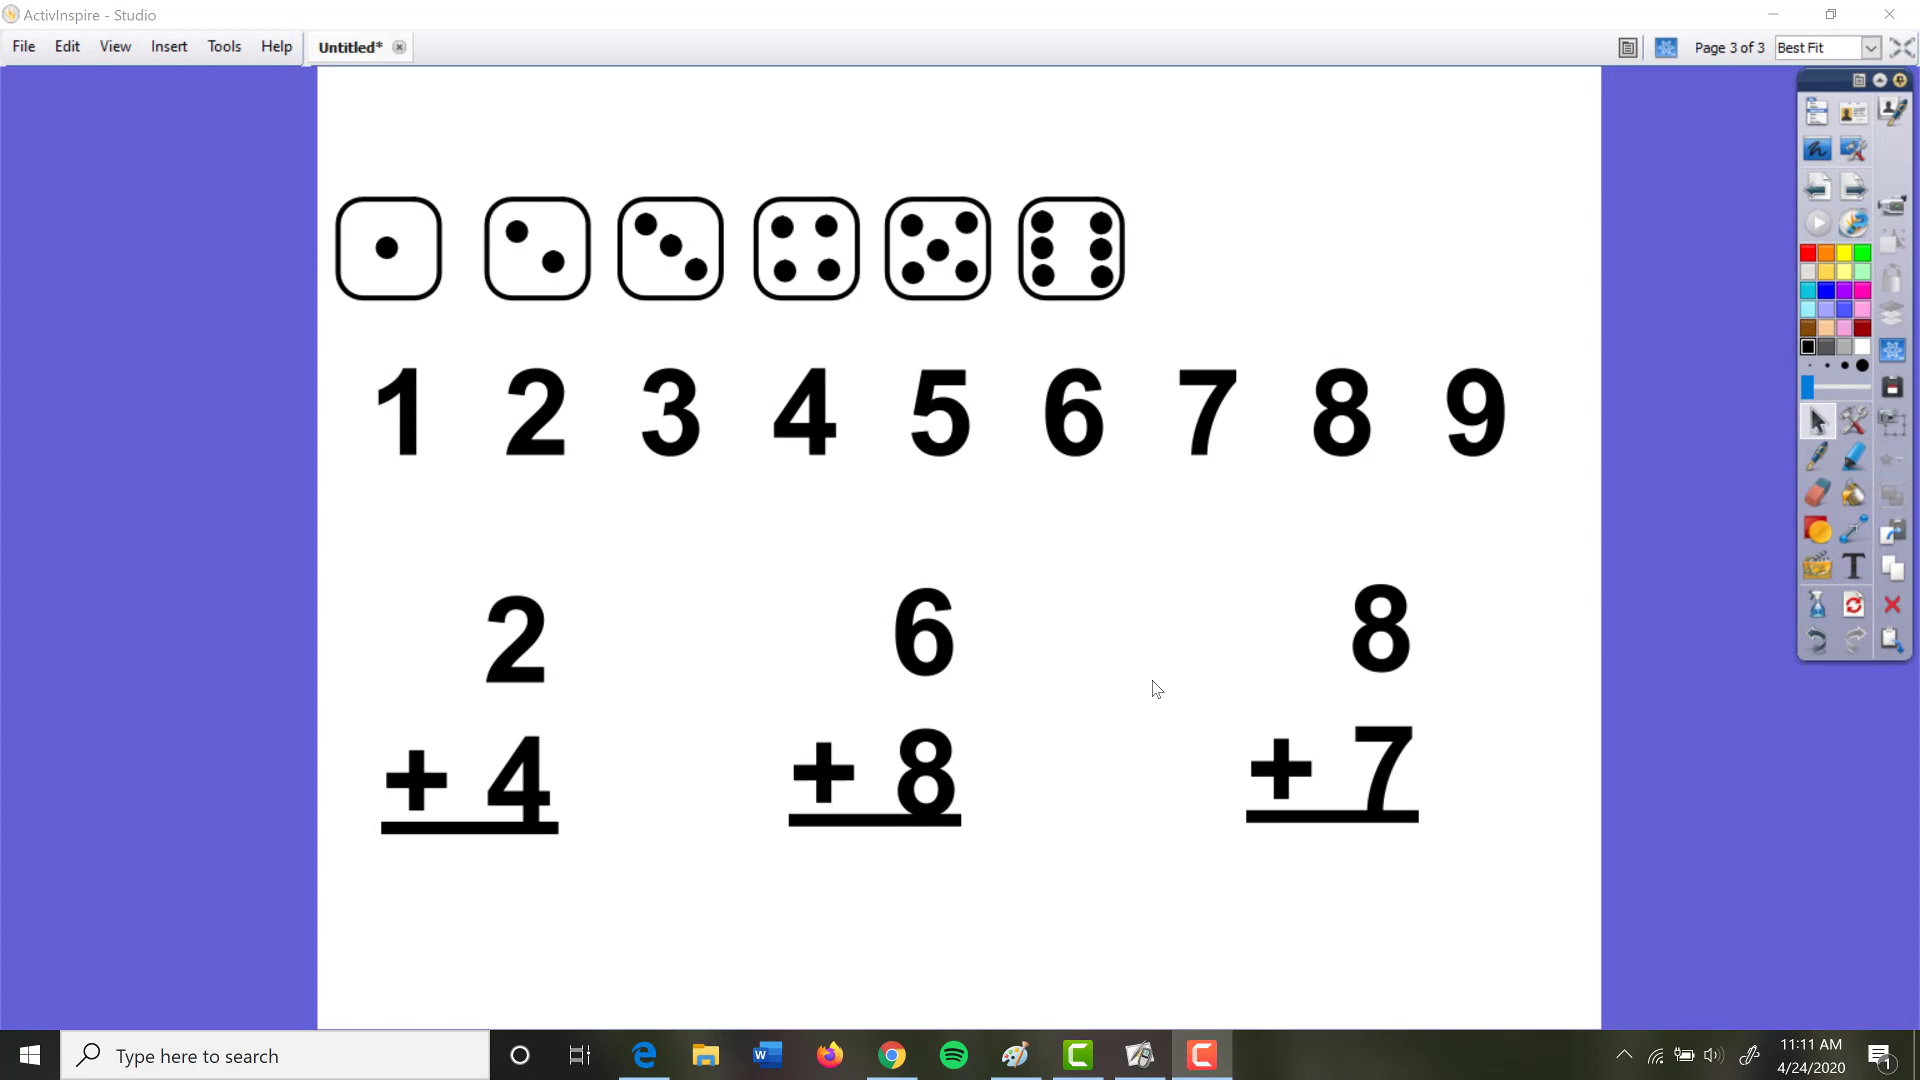 ActivInspire - Studio
File Edit View Insert Tools Help Untitled* Page 3 of 3 Best Fit
1 2 3 4 5 6 7 8 9
2 6 8
+ 4 + 8 + 7
Type here to search
11:11 AM
4/24/2020
1